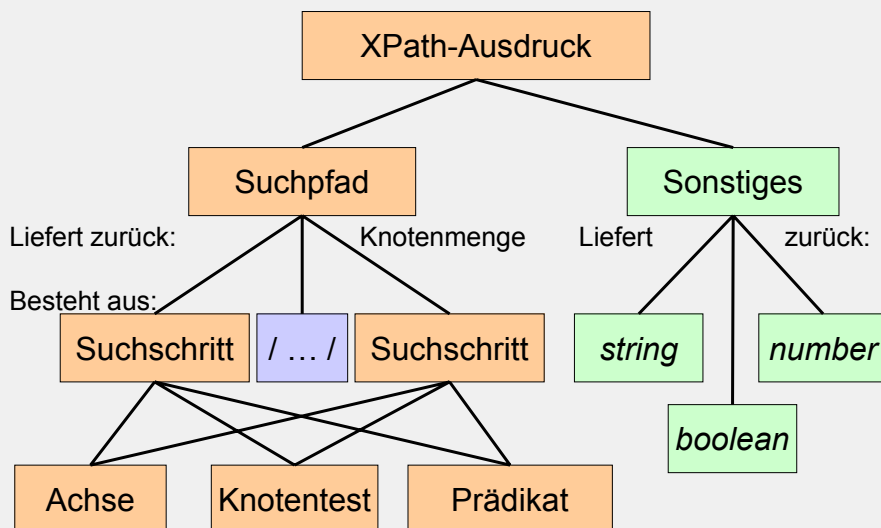 XPath-Ausdruck
Suchpfad
Sonstiges
Liefert zurück:
Knotenmenge
Liefert
zurück:
Besteht aus:
Suchschritt
/ ... /
Suchschritt
string
number
boolean
Achse
Knotentest
Prädikat